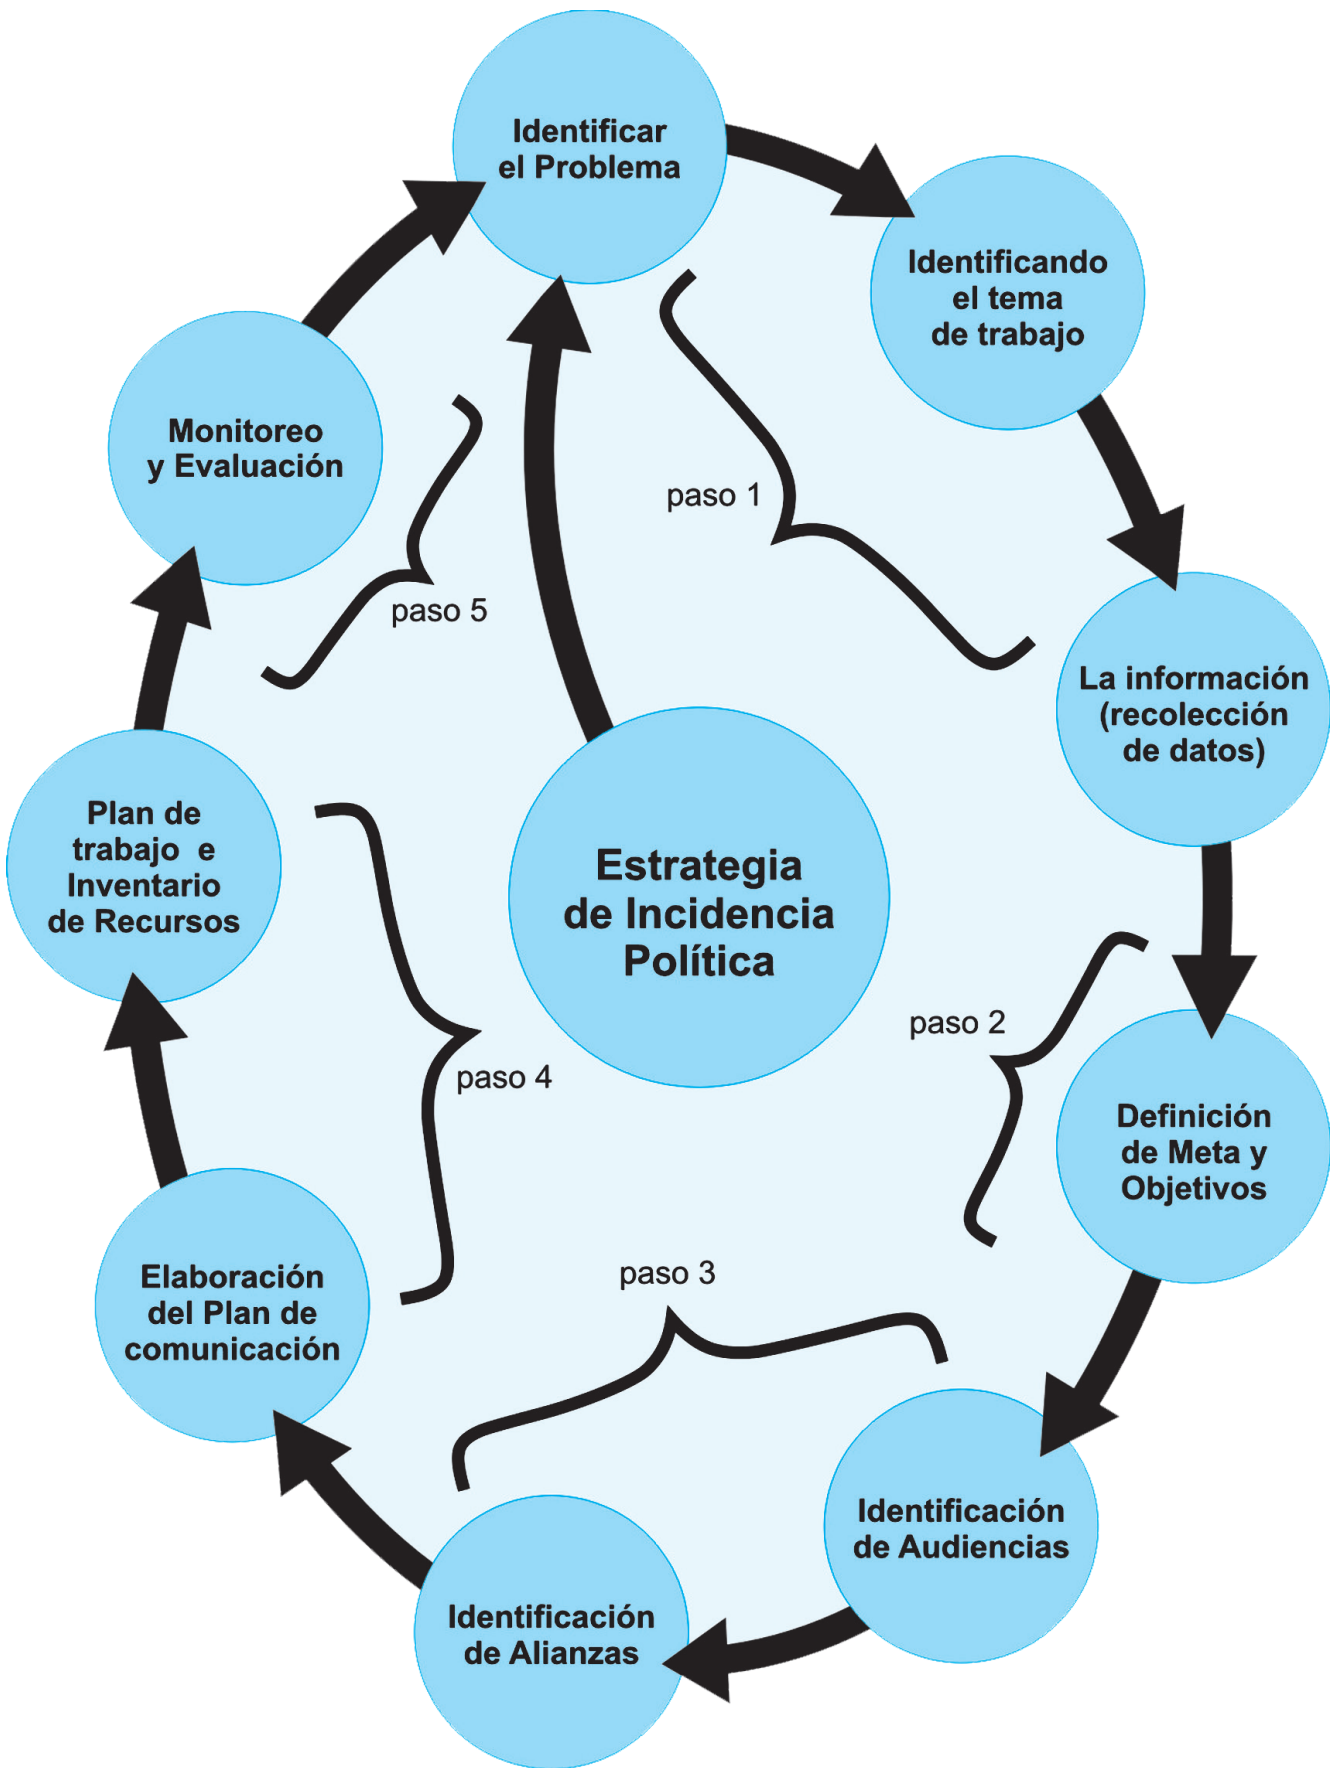 Identificar
el Problema
Identificando
el tema
de trabajo
paso 1
La información
(recolección
de datos)
paso 2
Definición
de Meta y
Objetivos
Identificación
de Audiencias
paso 3
Identificación
de Alianzas
Elaboración
del Plan de
comunicación
paso 4
Plan de
trabajo e
Inventario
de Recursos
paso 5
Monitoreo
y Evaluación
Estrategia
de Incidencia
Política